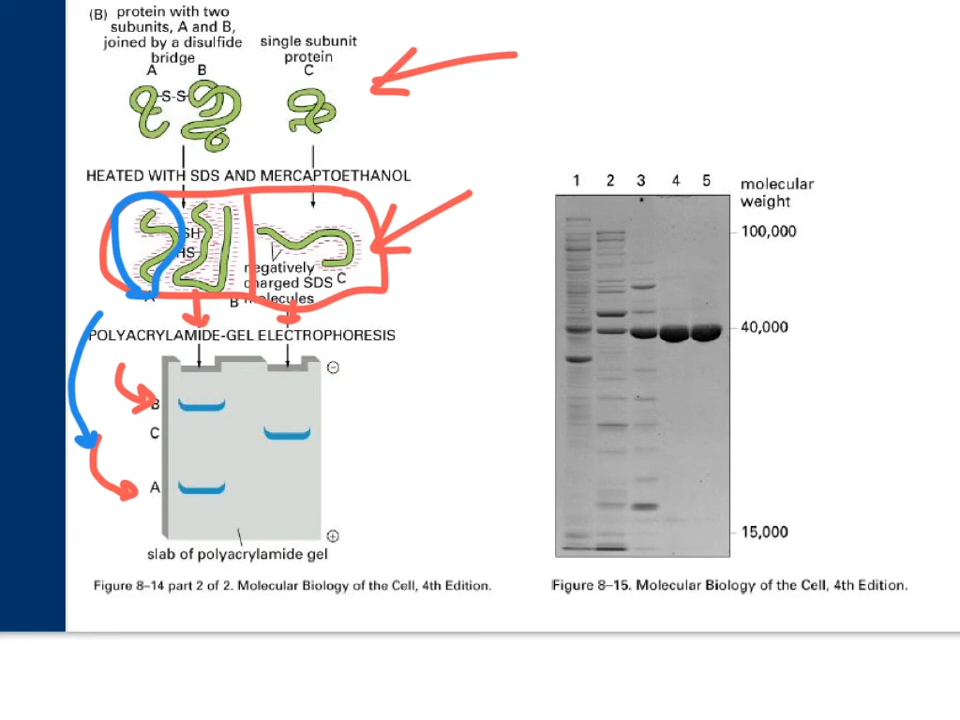 (B) protein with two
subunits, A and B,
joined by a disulfide
bridge
single subunit
protein
A B C
S-S
HEATED WITH SDS AND MERCAPTOETHANOL
SH
HS
negatively
charged SDS C
B molecules
POLYACRYLAMIDE-GEL ELECTROPHORESIS
B
C
A
slab of polyacrylamide gel
Figure 8–14 part 2 of 2. Molecular Biology of the Cell, 4th Edition.
1 2 3 4 5
molecular
weight
100,000
40,000
15,000
Figure 8–15. Molecular Biology of the Cell, 4th Edition.